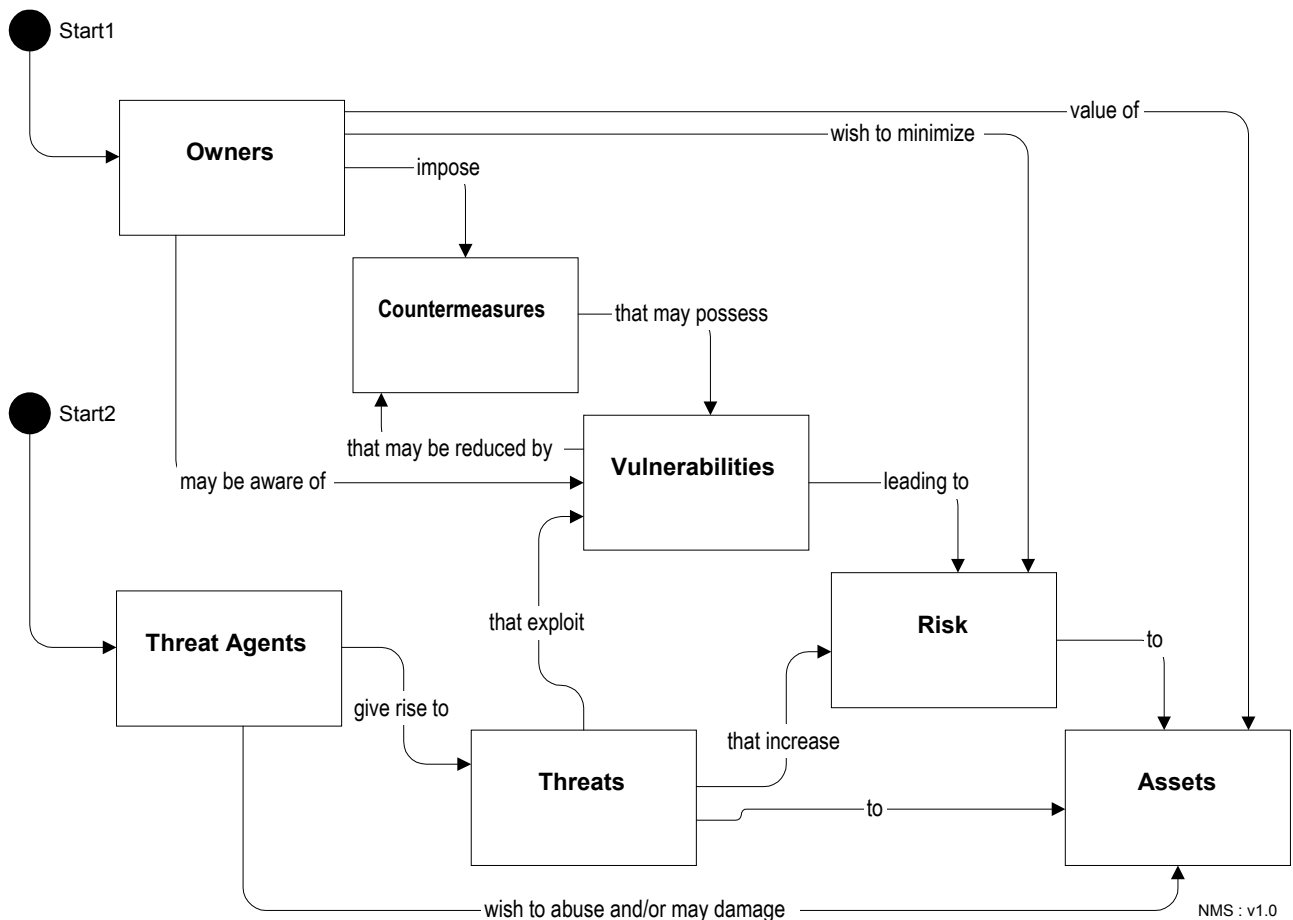 Start1
value of
wish to minimize
Owners
impose
Countermeasures
that may possess
Start2
that may be reduced by
Vulnerabilities
may be aware of
leading to
that exploit
Risk
Threat Agents
to
give rise to
that increase
Threats
Assets
to
wish to abuse and/or may damage
NMS : v1.0